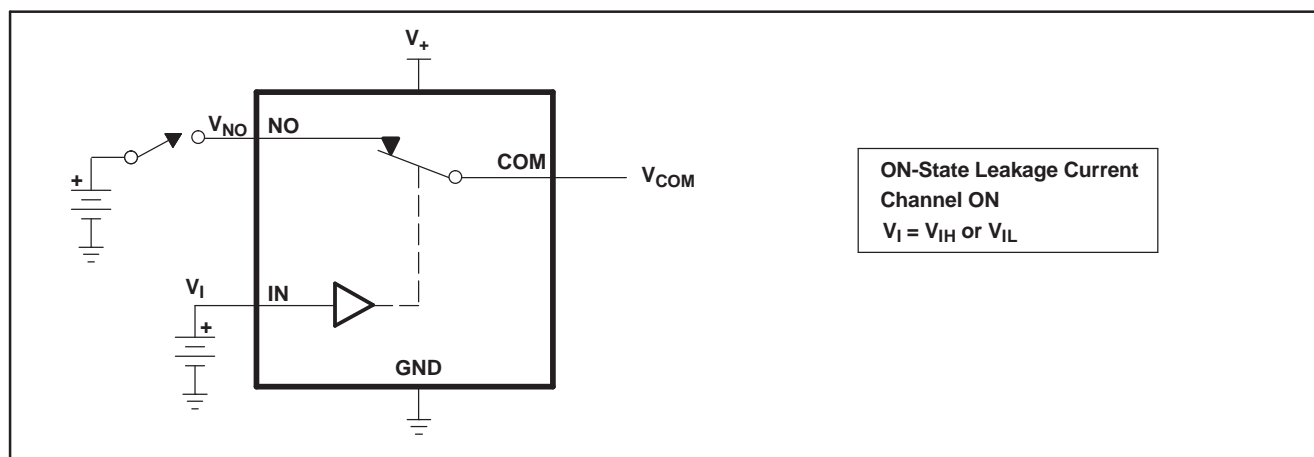 V+
VNO NO
COM
VCOM
+
VI IN
+
GND
ON-State Leakage Current
Channel ON
VI = VIH or VIL